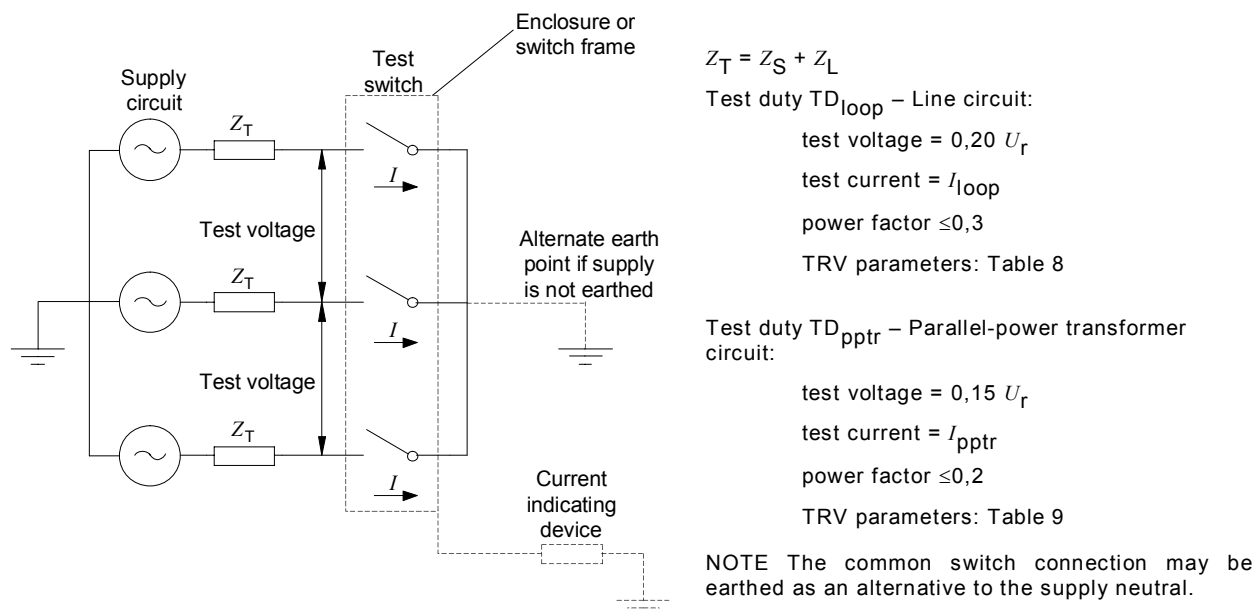 Enclosure or
switch frame
Test
switch
Supply
circuit
Z_T
I
Test voltage
Z_T
I
Alternate earth
point if supply
is not earthed
Test voltage
Z_T
I
Current
indicating
device
Z_T = Z_S + Z_L
Test duty TD_loop – Line circuit:
test voltage = 0,20 U_r
test current = I_loop
power factor ≤0,3
TRV parameters: Table 8
Test duty TD_pptr – Parallel-power transformer
circuit:
test voltage = 0,15 U_r
test current = I_pptr
power factor ≤0,2
TRV parameters: Table 9
NOTE The common switch connection may be
earthed as an alternative to the supply neutral.